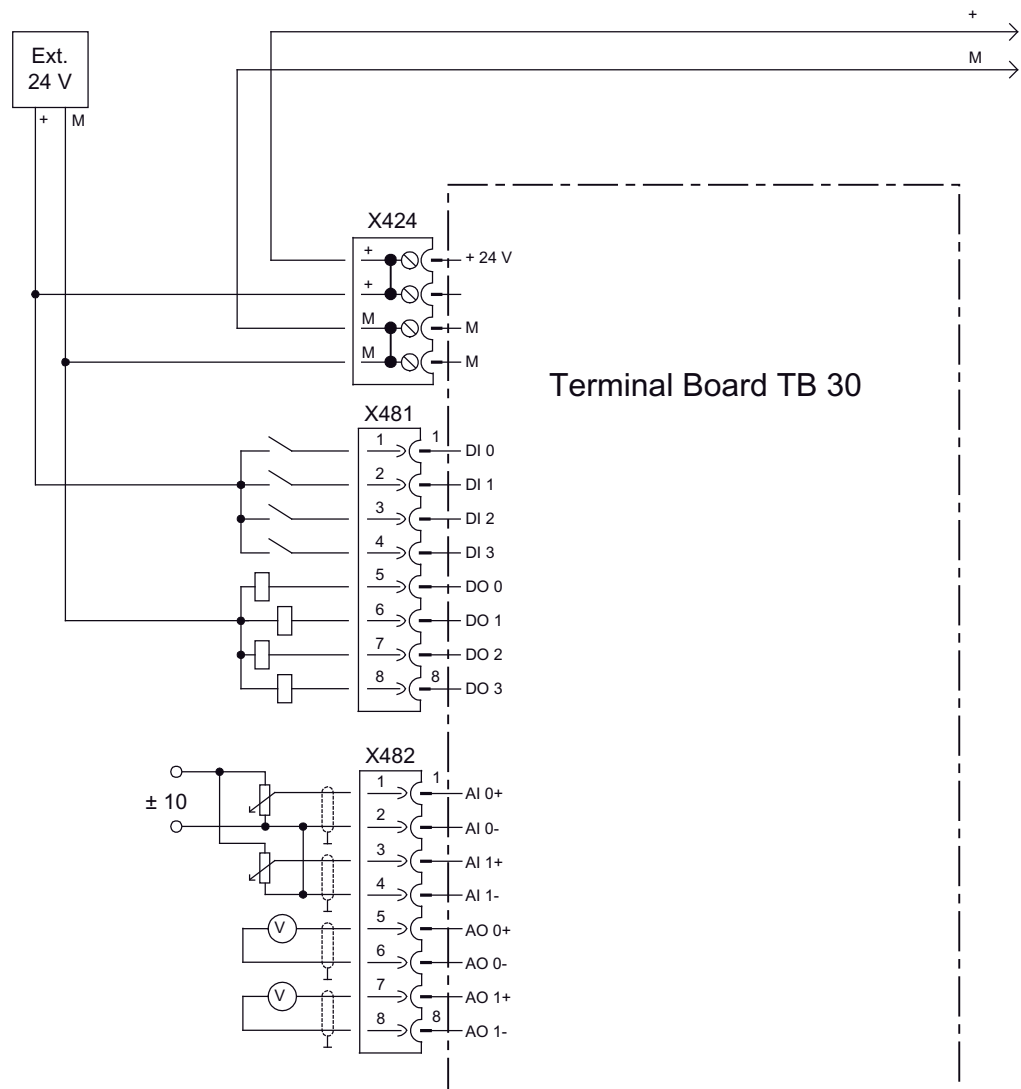 +
M
Ext.
24 V
+ M
X424
+ + 24 V
+
M M
M M
Terminal Board TB 30
X481
1 1 DI 0
2 DI 1
3 DI 2
4 DI 3
5 DO 0
6 DO 1
7 DO 2
8 8 DO 3
X482
± 10
1 1 AI 0+
2 AI 0-
3 AI 1+
4 AI 1-
V 5 AO 0+
6 AO 0-
V 7 AO 1+
8 8 AO 1-